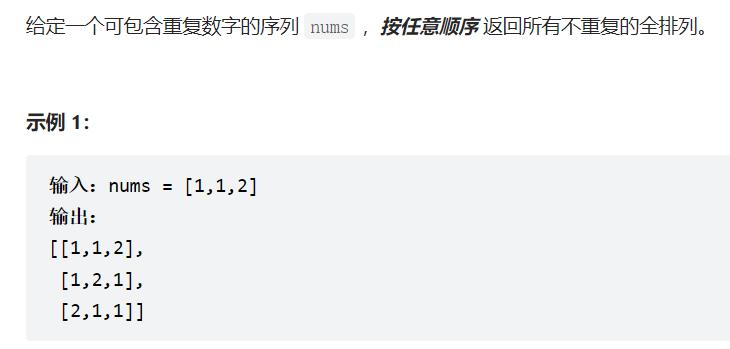 给定一个可包含重复数字的序列 nums ，按任意顺序 返回所有不重复的全排列。
示例 1：
输入：nums = [1,1,2]
输出：
[[1,1,2],
 [1,2,1],
 [2,1,1]]